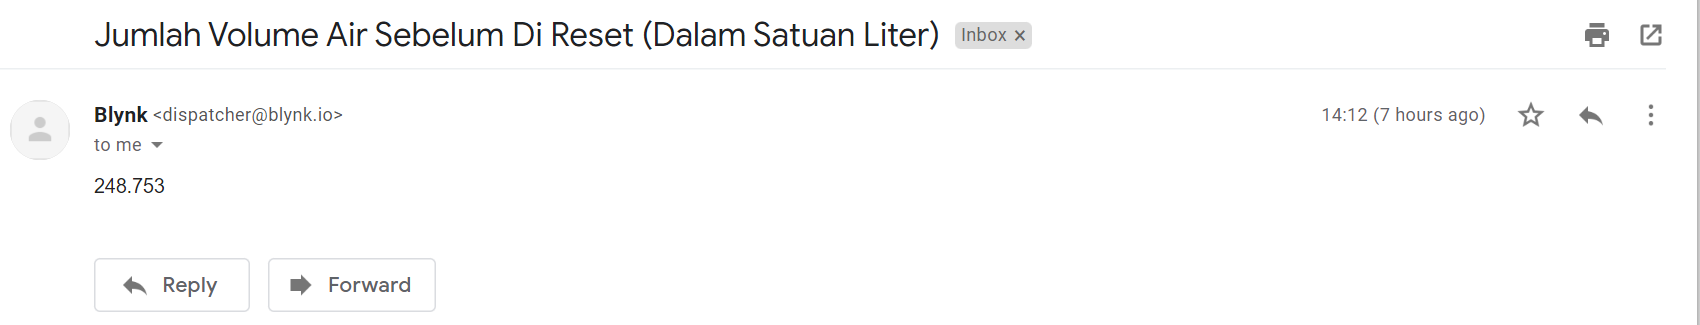 Jumlah Volume Air Sebelum Di Reset (Dalam Satuan Liter) Inbox ×
Blynk <dispatcher@blynk.io> 14:12 (7 hours ago)
to me
248.753
Reply Forward